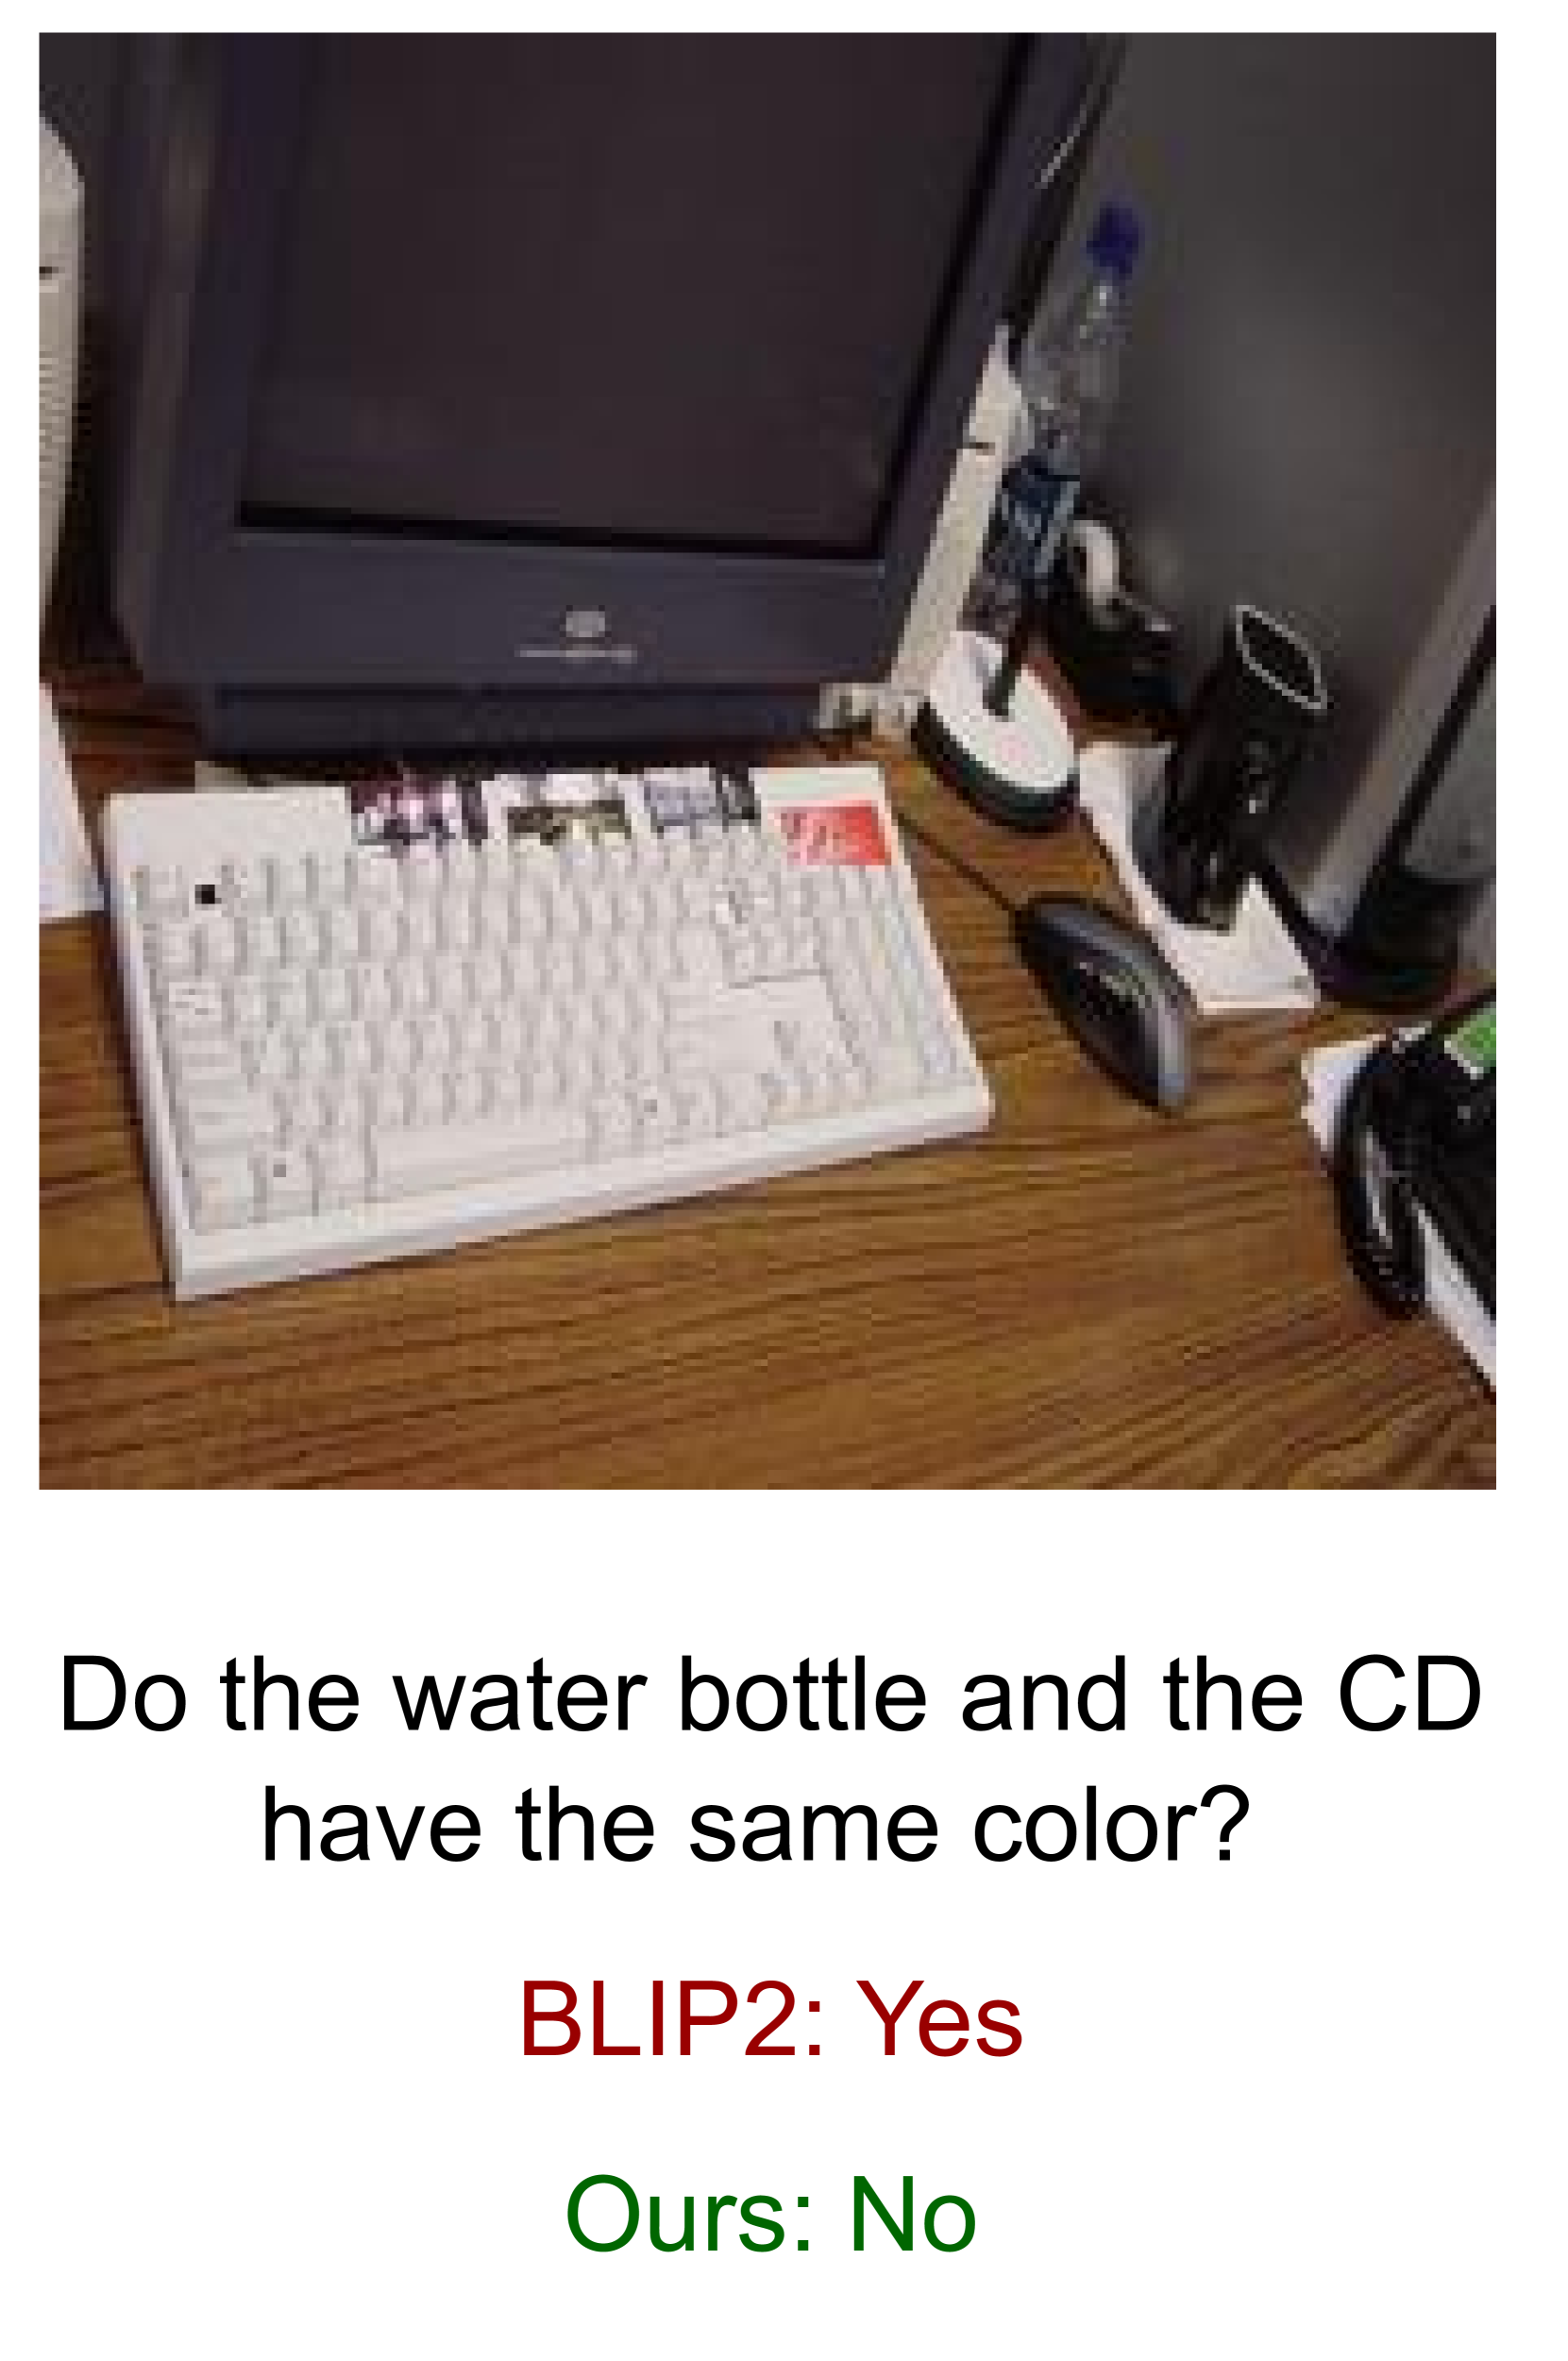 Do the water bottle and the CD
have the same color?
BLIP2: Yes
Ours: No